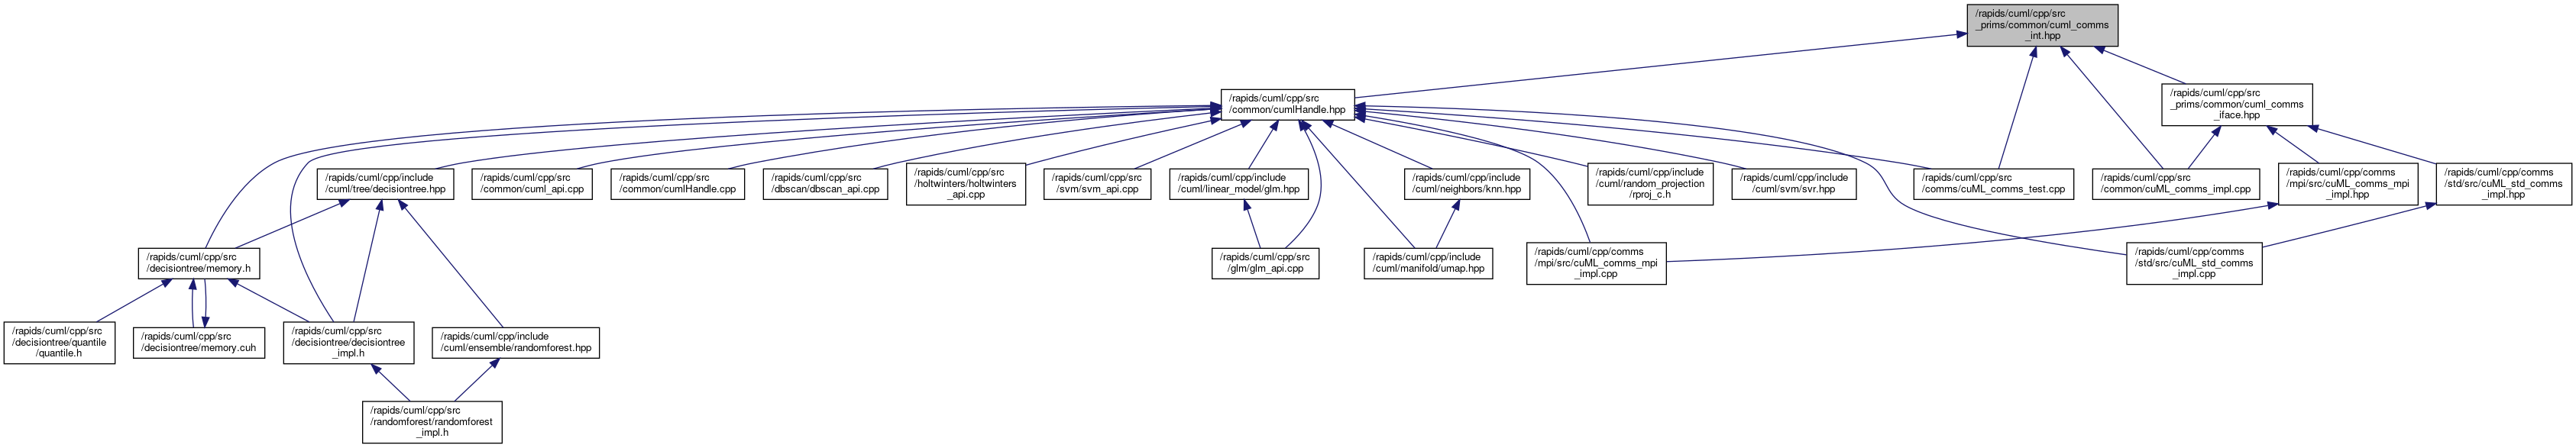 /rapids/cuml/cpp/src
_prims/common/cuml_comms
_int.hpp
/rapids/cuml/cpp/src
/common/cumlHandle.hpp
/rapids/cuml/cpp/src
_prims/common/cuml_comms
_iface.hpp
/rapids/cuml/cpp/include
/cuml/tree/decisiontree.hpp
/rapids/cuml/cpp/src
/common/cuml_api.cpp
/rapids/cuml/cpp/src
/common/cumlHandle.cpp
/rapids/cuml/cpp/src
/dbscan/dbscan_api.cpp
/rapids/cuml/cpp/src
/holtwinters/holtwinters
_api.cpp
/rapids/cuml/cpp/src
/svm/svm_api.cpp
/rapids/cuml/cpp/include
/cuml/linear_model/glm.hpp
/rapids/cuml/cpp/include
/cuml/neighbors/knn.hpp
/rapids/cuml/cpp/include
/cuml/random_projection
/rproj_c.h
/rapids/cuml/cpp/include
/cuml/svm/svr.hpp
/rapids/cuml/cpp/src
/comms/cuML_comms_test.cpp
/rapids/cuml/cpp/src
/common/cuML_comms_impl.cpp
/rapids/cuml/cpp/comms
/mpi/src/cuML_comms_mpi
_impl.hpp
/rapids/cuml/cpp/comms
/std/src/cuML_std_comms
_impl.hpp
/rapids/cuml/cpp/src
/decisiontree/memory.h
/rapids/cuml/cpp/src
/glm/glm_api.cpp
/rapids/cuml/cpp/include
/cuml/manifold/umap.hpp
/rapids/cuml/cpp/comms
/mpi/src/cuML_comms_mpi
_impl.cpp
/rapids/cuml/cpp/comms
/std/src/cuML_std_comms
_impl.cpp
/rapids/cuml/cpp/src
/decisiontree/quantile
/quantile.h
/rapids/cuml/cpp/src
/decisiontree/memory.cuh
/rapids/cuml/cpp/src
/decisiontree/decisiontree
_impl.h
/rapids/cuml/cpp/include
/cuml/ensemble/randomforest.hpp
/rapids/cuml/cpp/src
/randomforest/randomforest
_impl.h